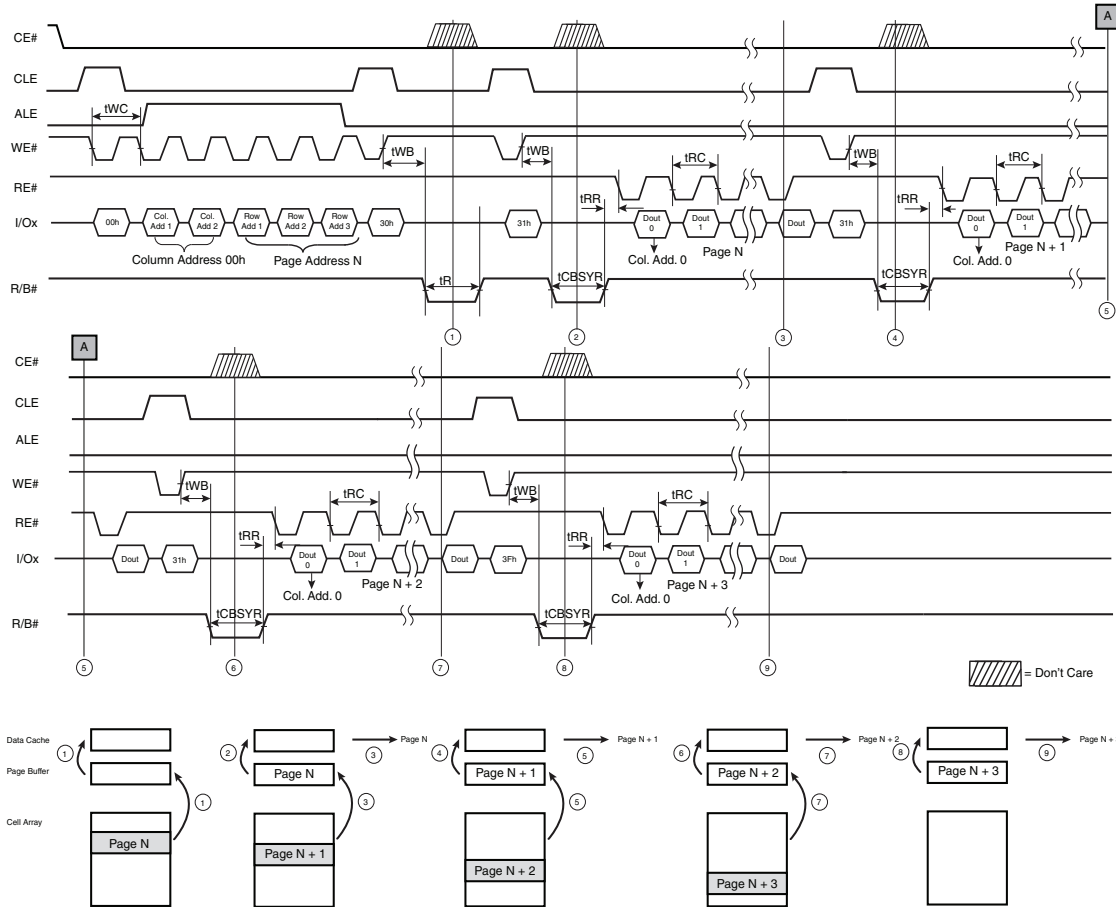 A
CE#
CLE
tWC
ALE
WE#
tWB tWB tWB
tRC tRC
RE#
tRR tRR
I/Ox 00h Col. Add 1 Col. Add 2 Row Add 1 Row Add 2 Row Add 3 30h 31h Dout 0 Dout 1 Dout 31h Dout 0 Dout 1
Column Address 00h Page Address N Page N Page N + 1
Col. Add. 0 Col. Add. 0
R/B# tR tCBSYR tCBSYR
1 2 3 4 5
A
CE#
CLE
ALE
WE#
tWB tWB
tRC tRC
RE#
tRR tRR
I/Ox Dout 31h Dout 0 Dout 1 Dout 3Fh Dout 0 Dout 1 Dout
Page N + 2 Page N + 3
Col. Add. 0 Col. Add. 0
R/B# tCBSYR tCBSYR
5 6 7 8 9
= Don't Care
Data Cache 1 2 3 Page N 4 5 Page N + 1 6 7 Page N + 2 8 9 Page N +
Page Buffer Page N Page N + 1 Page N + 2 Page N + 3
1 3 5 7
Cell Array
Page N Page N + 1 Page N + 2 Page N + 3